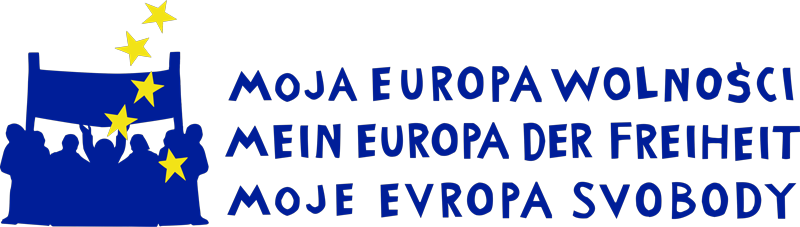 MOJA EUROPA WOLNOŚCI
MEIN EUROPA DER FREIHEIT
MOJE EVROPA SVOBODY